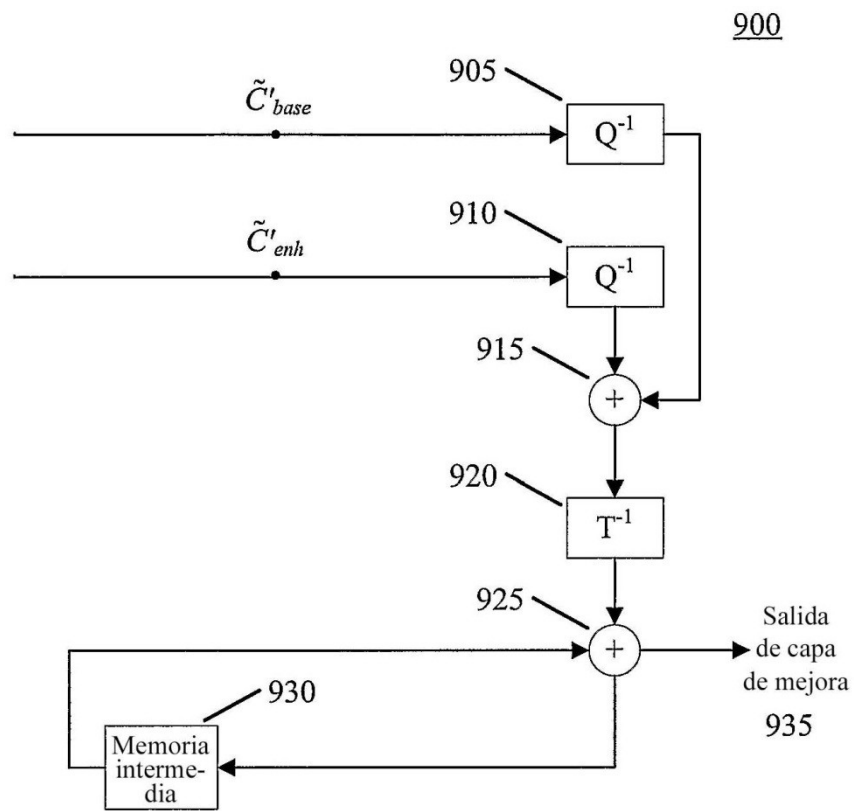 900
905
C̃'base
Q⁻¹
910
C̃'enh
Q⁻¹
915
+
920
T⁻¹
925
+
Salida
de capa
de mejora
935
930
Memoria
interme-
dia